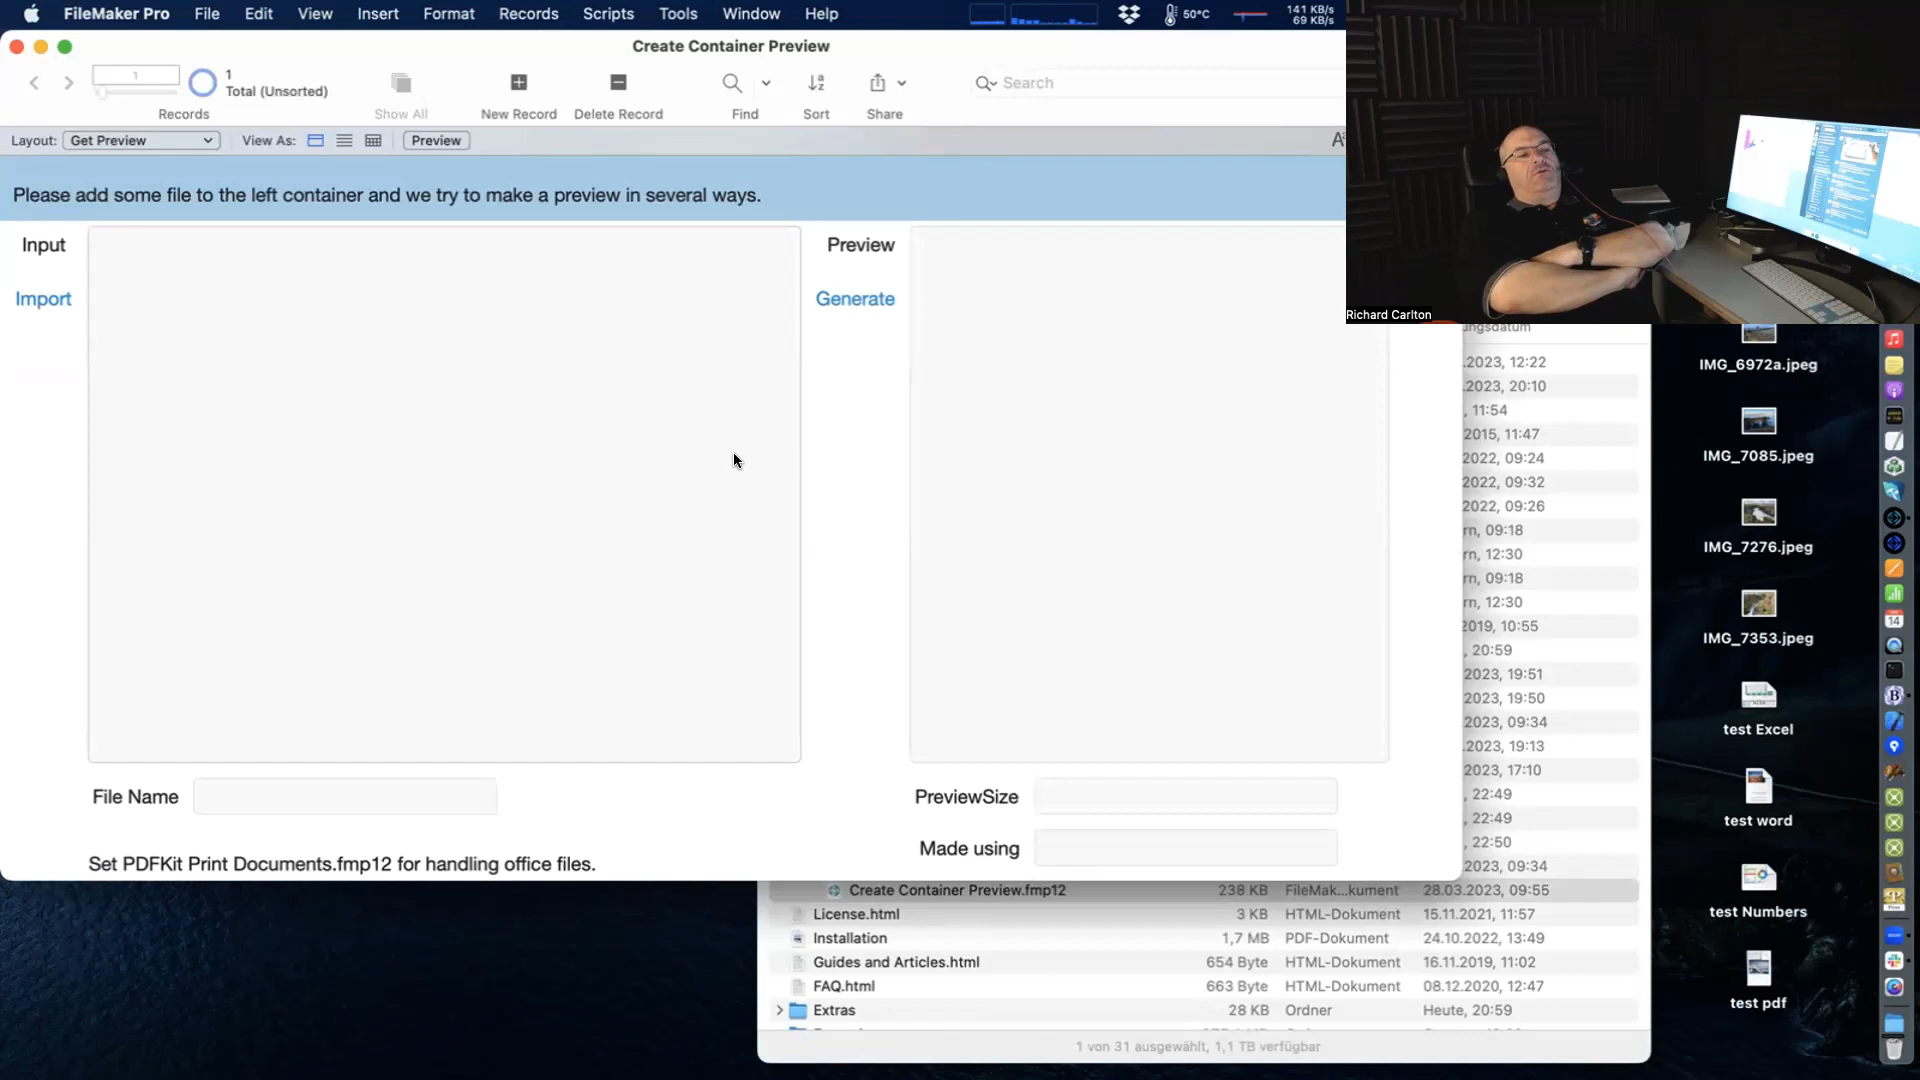 FileMaker Pro File Edit View Insert Format Records Scripts Tools Window Help 50°C 141 KB/s
69 KB/s
Create Container Preview
1 1
Total (Unsorted)
Search
Records Show All New Record Delete Record Find Sort Share
Layout: Get Preview View As: Preview
Please add some file to the left container and we try to make a preview in several ways.
Input Preview
Import Generate
Richard Carlton
ungsdatum
.2023, 12:22
IMG_6972a.jpeg
.2023, 20:10
, 11:54
2015, 11:47
IMG_7085.jpeg
2022, 09:24
2022, 09:32
2022, 09:26
rn, 09:18
IMG_7276.jpeg
rn, 12:30
rn, 09:18
rn, 12:30
2019, 10:55
IMG_7353.jpeg
, 20:59
2023, 19:51
2023, 19:50
2023, 09:34
test Excel
2023, 19:13
2023, 17:10
, 22:49
File Name PreviewSize
, 22:49
test word
, 22:50
Made using
2023, 09:34
Set PDFKit Print Documents.fmp12 for handling office files.
Create Container Preview.fmp12 238 KB FileMak...kument 28.03.2023, 09:55
License.html 3 KB HTML-Dokument 15.11.2021, 11:57
test Numbers
Installation 1,7 MB PDF-Dokument 24.10.2022, 13:49
Guides and Articles.html 654 Byte HTML-Dokument 16.11.2019, 11:02
FAQ.html 663 Byte HTML-Dokument 08.12.2020, 12:47
test pdf
Extras 28 KB Ordner Heute, 20:59
1 von 31 ausgewählt, 1,1 TB verfügbar
14